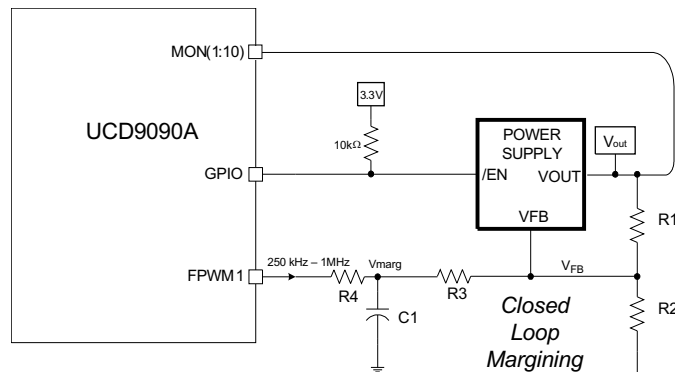 MON(1:10)
3.3V
UCD9090A
10kΩ
POWER
SUPPLY
Vout
GPIO
/EN
VOUT
R1
VFB
250 kHz – 1MHz
Vmarg
VFB
FPWM1
R4
R3
C1
R2
Closed
Loop
Margining